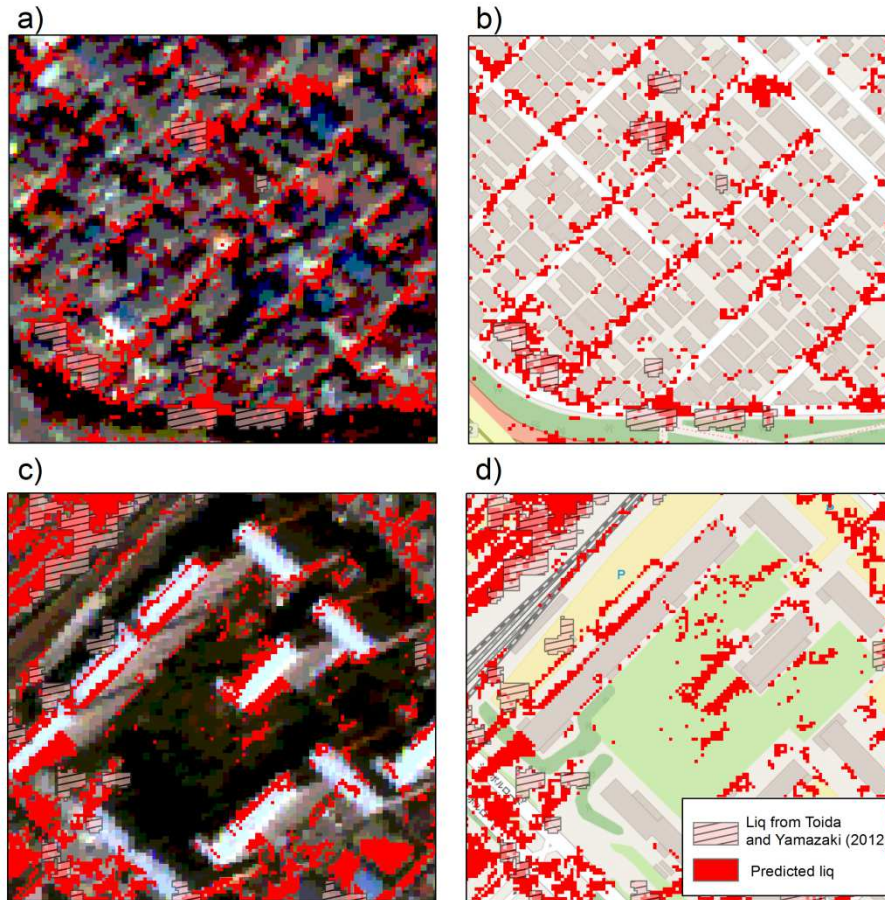 a)
b)
c)
d)
P
Liq from Toida
and Yamazaki (2012
Predicted liq